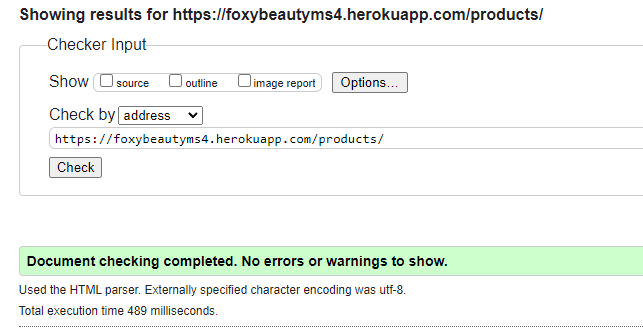 Showing results for https://foxybeautyms4.herokuapp.com/products/
Checker Input
Show source outline image report Options...
Check by address
https://foxybeautyms4.herokuapp.com/products/
Check
Document checking completed. No errors or warnings to show.
Used the HTML parser. Externally specified character encoding was utf-8.
Total execution time 489 milliseconds.